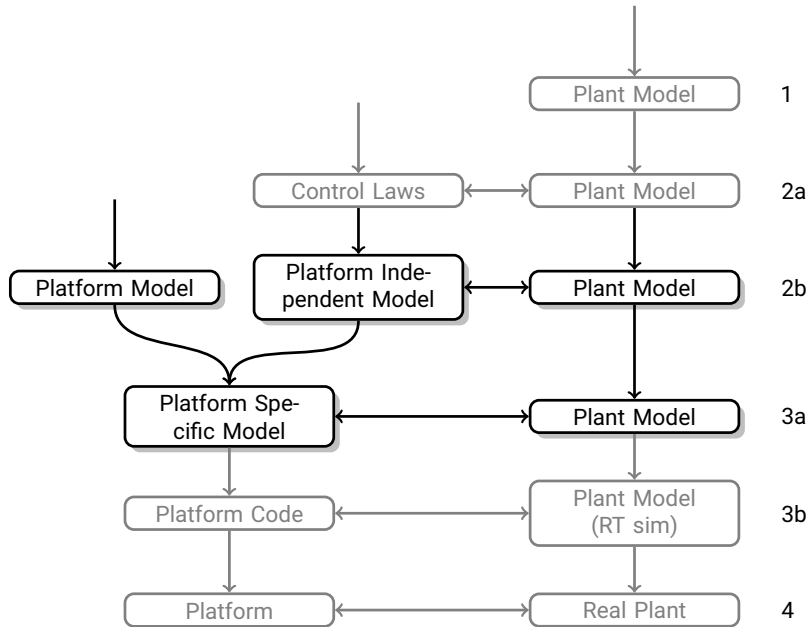 Plant Model
1
Control Laws
Plant Model
2a
Platform Model
Platform Inde-
pendent Model
Plant Model
2b
Platform Spe-
cific Model
Plant Model
3a
Platform Code
Plant Model
(RT sim)
3b
Platform
Real Plant
4